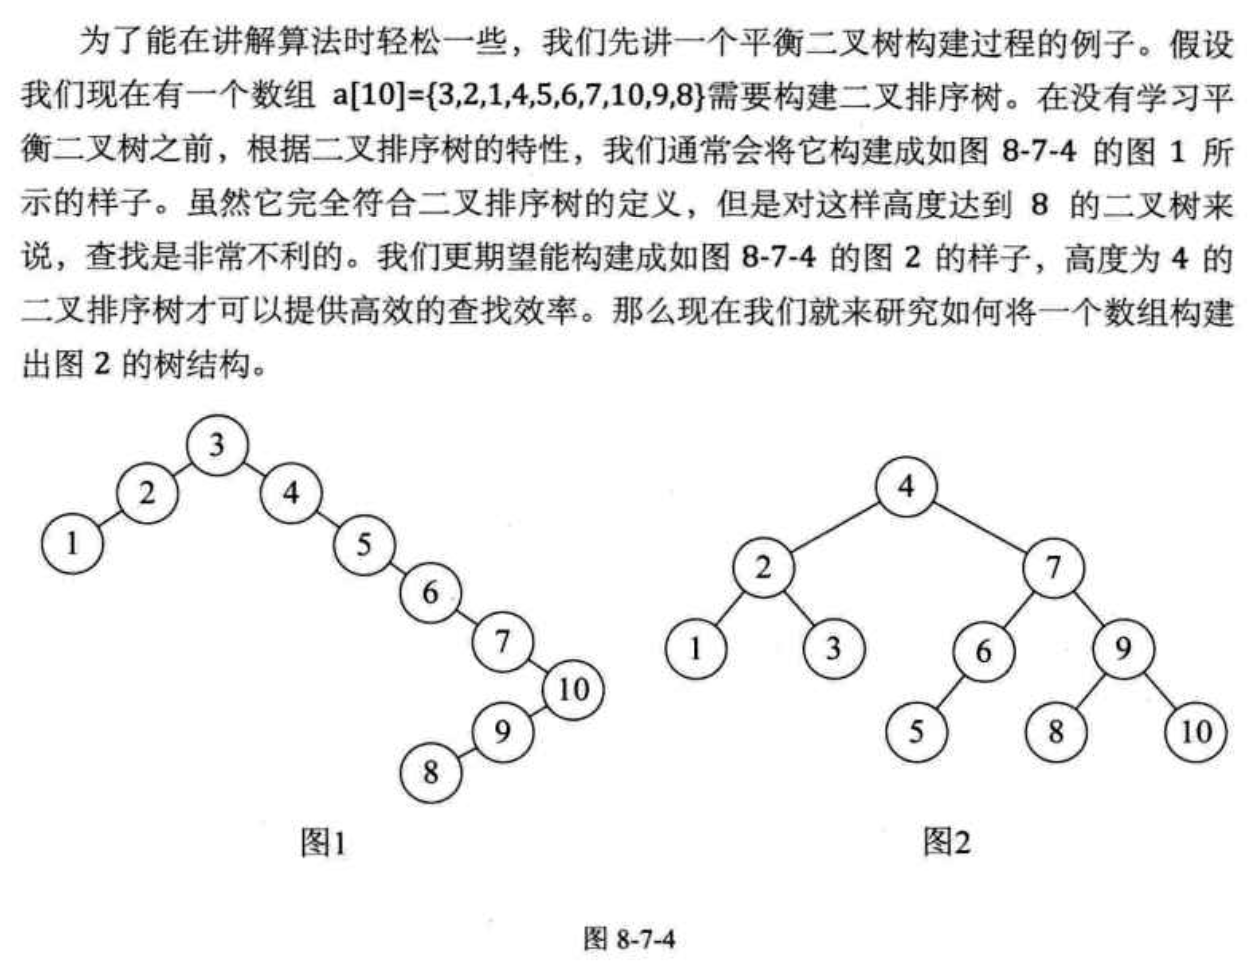 为了能在讲解算法时轻松一些，我们先讲一个平衡二叉树构建过程的例子。假设
我们现在有一个数组 a[10]={3,2,1,4,5,6,7,10,9,8}需要构建二叉排序树。在没有学习平
衡二叉树之前，根据二叉排序树的特性，我们通常会将它构建成如图 8-7-4 的图 1 所
示的样子。虽然它完全符合二叉排序树的定义，但是对这样高度达到 8 的二叉树来
说，查找是非常不利的。我们更期望能构建成如图 8-7-4 的图 2 的样子，高度为 4 的
二叉排序树才可以提供高效的查找效率。那么现在我们就来研究如何将一个数组构建
出图 2 的树结构。
3
2
4
1
5
6
7
10
9
8
图1
4
2
7
1
3
6
9
5
8
10
图2
图 8-7-4